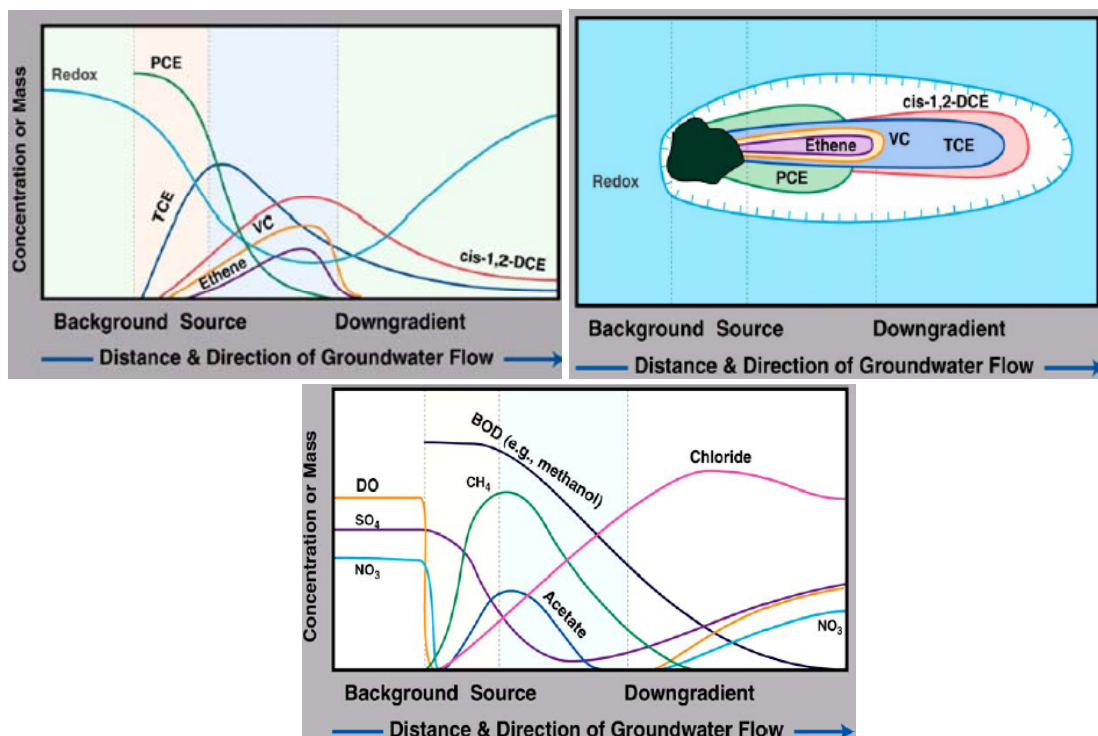 Concentration or Mass
Redox
PCE
TCE
VC
Ethene
cis-1,2-DCE
Background Source Downgradient
Distance & Direction of Groundwater Flow
cis-1,2-DCE
Ethene
VC
TCE
PCE
Redox
Background Source Downgradient
Distance & Direction of Groundwater Flow
Concentration or Mass
BOD (e.g., methanol)
Chloride
CH4
DO
SO4
NO3
Acetate
NO3
Background Source Downgradient
Distance & Direction of Groundwater Flow